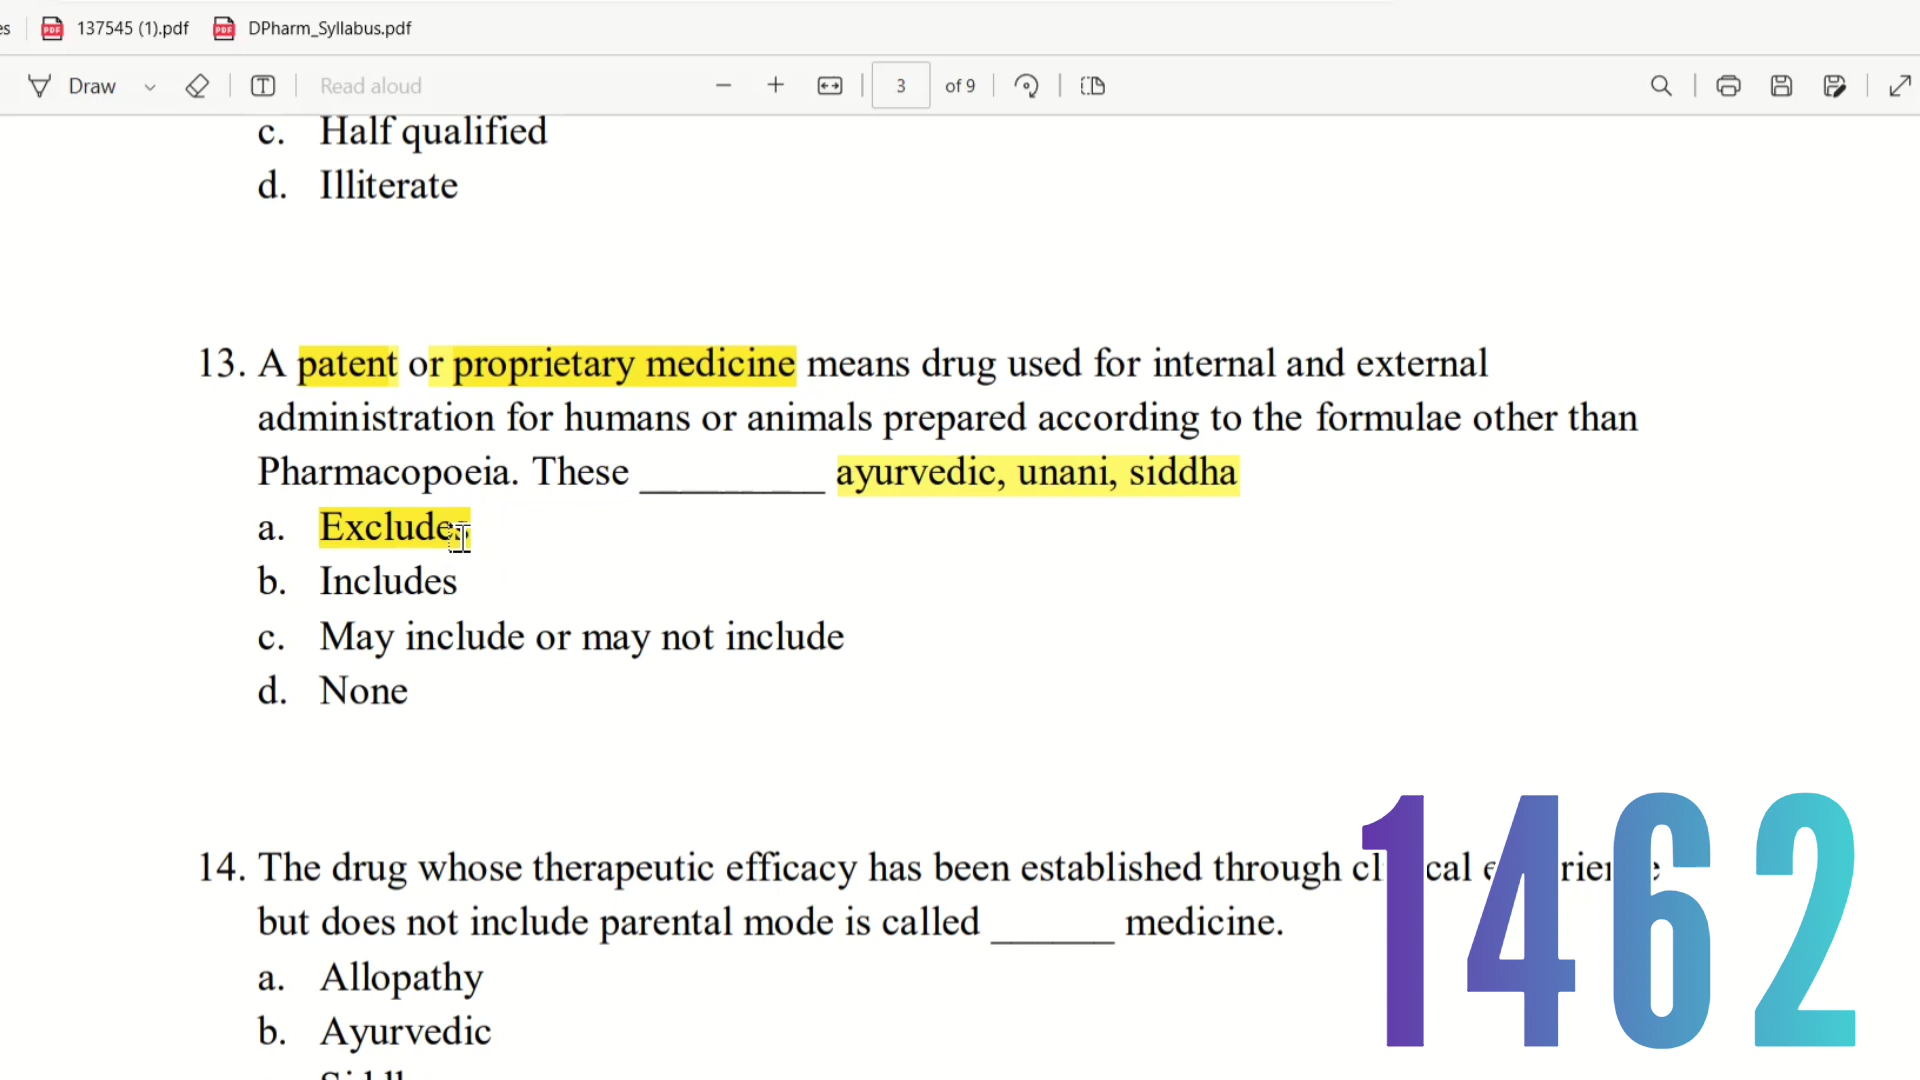 es 137545 (1).pdf DPharm_Syllabus.pdf
Draw Read aloud 3 of 9
c. Half qualified
d. Illiterate
13. A patent or proprietary medicine means drug used for internal and external
administration for humans or animals prepared according to the formulae other than
Pharmacopoeia. These _________ ayurvedic, unani, siddha
a. Excludes
b. Includes
c. May include or may not include
d. None
14. The drug whose therapeutic efficacy has been established through
but does not include parental mode is called ______ medicine.
a. Allopathy
b. Ayurvedic
1462